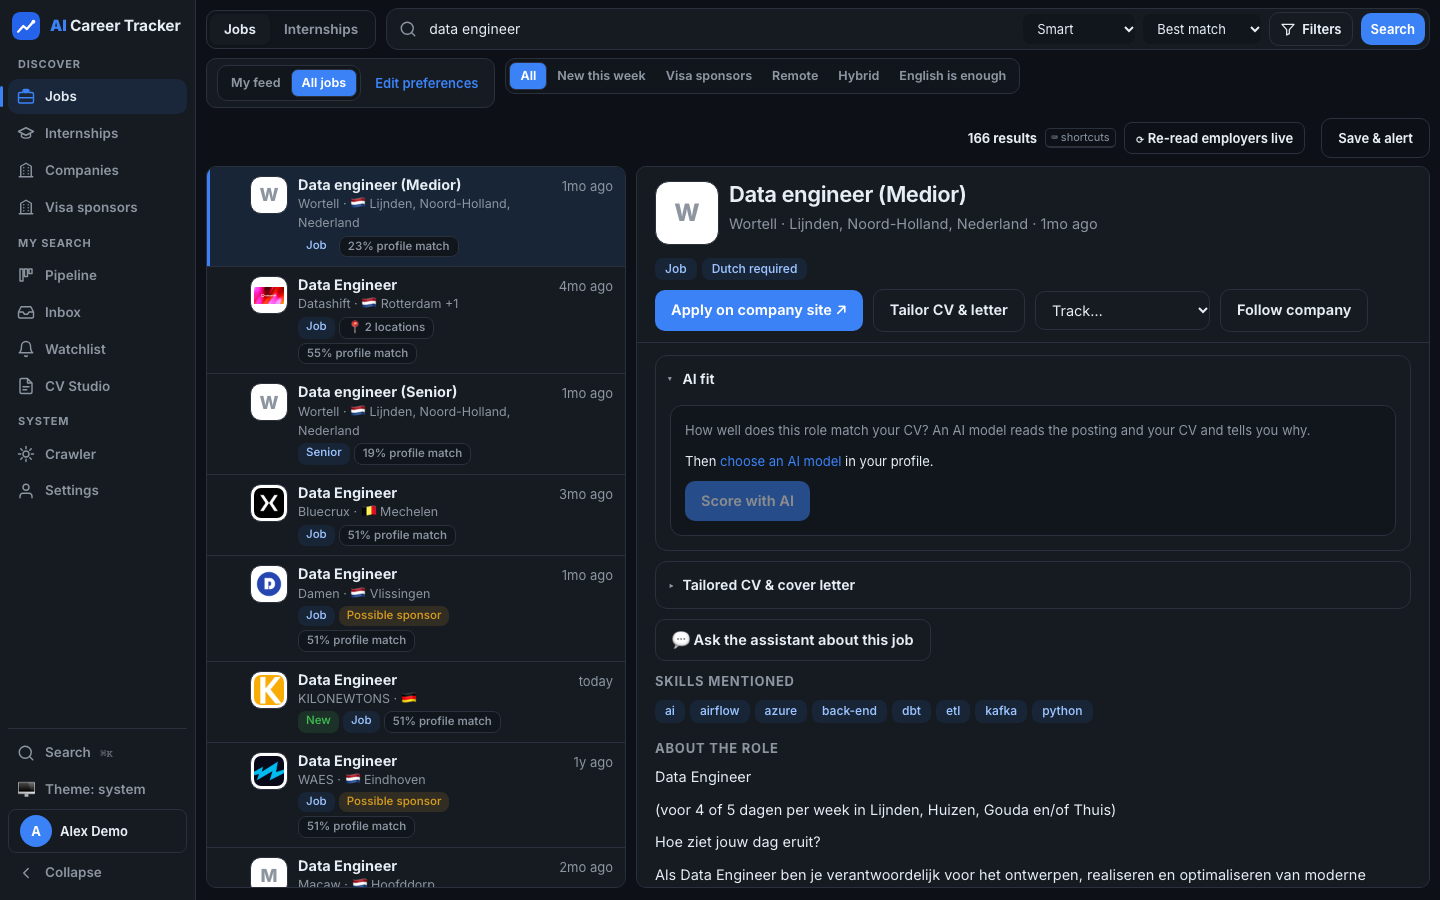 AI Career Tracker
DISCOVER
Jobs
Internships
Companies
Visa sponsors
MY SEARCH
Pipeline
Inbox
Watchlist
CV Studio
SYSTEM
Crawler
Settings
Search ⌘K
Theme: system
A Alex Demo
Collapse
Jobs Internships
data engineer Smart Best match Filters Search
My feed All jobs Edit preferences
All New this week Visa sponsors Remote Hybrid English is enough
166 results shortcuts Re-read employers live Save & alert
W Data engineer (Medior) 1mo ago
Wortell · Lijnden, Noord-Holland,
Nederland
Job 23% profile match
Data Engineer 4mo ago
Datashift · Rotterdam +1
Job 2 locations
55% profile match
W Data engineer (Senior) 1mo ago
Wortell · Lijnden, Noord-Holland,
Nederland
Senior 19% profile match
Data Engineer 3mo ago
Bluecrux · Mechelen
Job 51% profile match
D Data Engineer 1mo ago
Damen · Vlissingen
Job Possible sponsor
51% profile match
K Data Engineer today
KILONEWTONS ·
New Job 51% profile match
Data Engineer 1y ago
WAES · Eindhoven
Job Possible sponsor
51% profile match
M Data Engineer 2mo ago
Macaw · Hoofddorp
W Data engineer (Medior)
Wortell · Lijnden, Noord-Holland, Nederland · 1mo ago
Job Dutch required
Apply on company site ↗ Tailor CV & letter Track... Follow company
AI fit
How well does this role match your CV? An AI model reads the posting and your CV and tells you why.
Then choose an AI model in your profile.
Score with AI
Tailored CV & cover letter
Ask the assistant about this job
SKILLS MENTIONED
ai airflow azure back-end dbt etl kafka python
ABOUT THE ROLE
Data Engineer
(voor 4 of 5 dagen per week in Lijnden, Huizen, Gouda en/of Thuis)
Hoe ziet jouw dag eruit?
Als Data Engineer ben je verantwoordelijk voor het ontwerpen, realiseren en optimaliseren van moderne